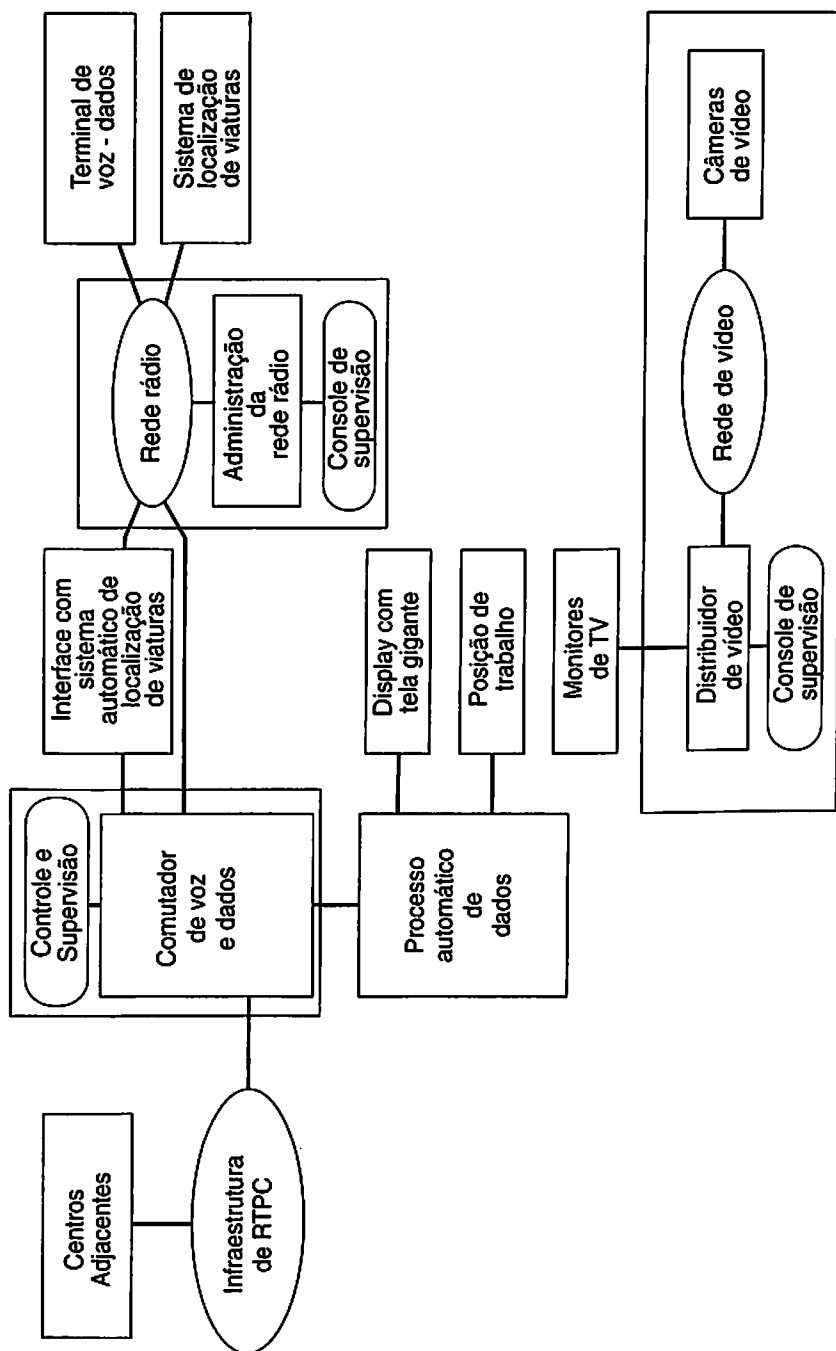 Centros
Adjacentes
Infraestrutura
de RTPC
Controle e
Supervisão
Comutador
de voz
e dados
Processo
automático
de
dados
Interface com
sistema
automático de
localização
de viaturas
Display com
tela gigante
Posição de
trabalho
Rede rádio
Administração
da
rede rádio
Console de
supervisão
Terminal de
voz - dados
Sistema de
localização
de viaturas
Monitores
de TV
Distribuidor
de vídeo
Console de
supervisão
Rede de vídeo
Câmeras
de vídeo